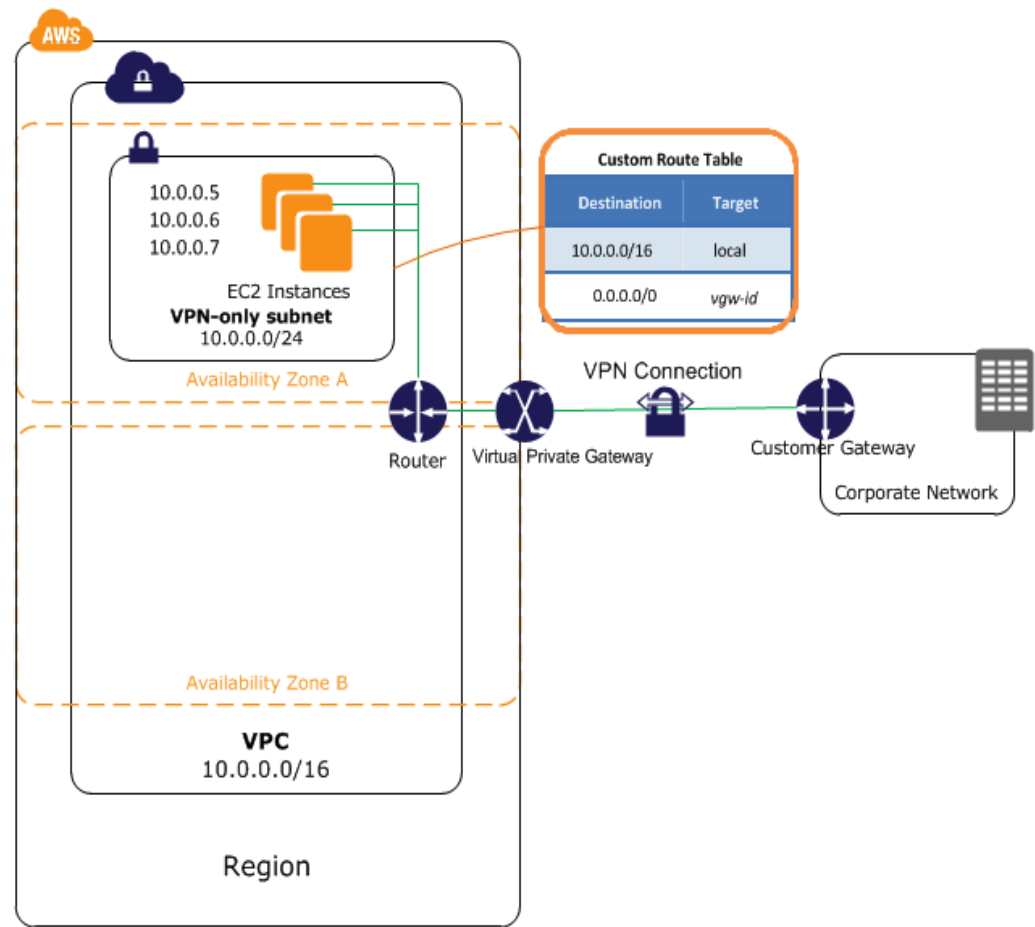 AWS
10.0.0.5
10.0.0.6
10.0.0.7
EC2 Instances
VPN-only subnet
10.0.0.0/24
Availability Zone A
Custom Route Table
Destination Target
10.0.0.0/16 local
0.0.0.0/0 vgw-id
VPN Connection
Router
Virtual Private Gateway
Customer Gateway
Corporate Network
Availability Zone B
VPC
10.0.0.0/16
Region